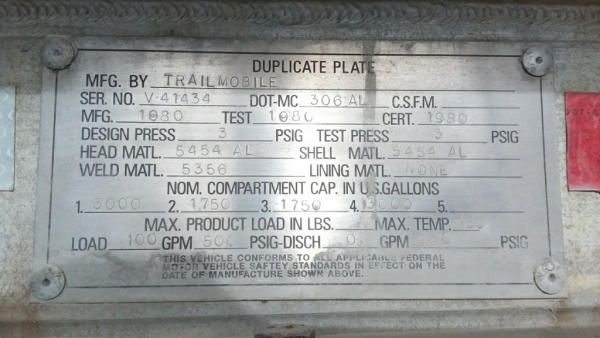 DUPLICATE PLATE
MFG. BY TRAILMOBILE
SER. NO. V-41434 DOT-MC 306 AL C.S.F.M.
MFG. 1980 TEST 1080 CERT. 1980
DESIGN PRESS 3 PSIG TEST PRESS 3 PSIG
HEAD MATL. 5454 AL SHELL MATL. 5454 AL
WELD MATL. 5356 LINING MATL. NONE
NOM. COMPARTMENT CAP. IN U.S. GALLONS
1. 3000 2. 1750 3. 1750 4. 3000 5.
MAX. PRODUCT LOAD IN LBS. MAX. TEMP.
LOAD 100 GPM 500 PSIG-DISCH GPM PSIG
THIS VEHICLE CONFORMS TO ALL APPLICABLE FEDERAL
MOTOR VEHICLE SAFTEY STANDARDS IN EFFECT ON THE
DATE OF MANUFACTURE SHOWN ABOVE.